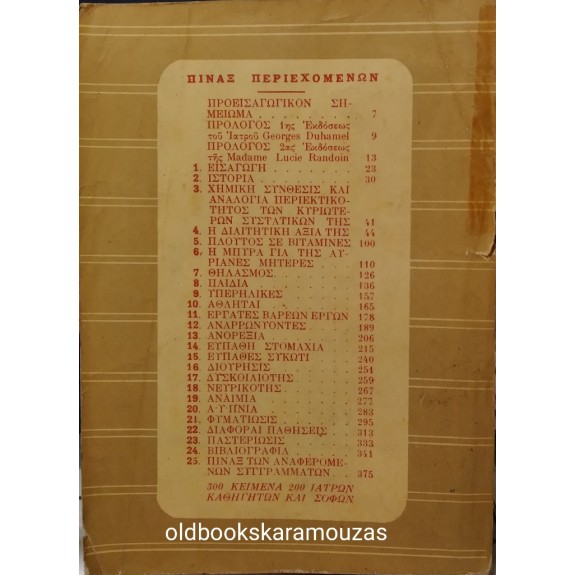 ΠΙΝΑΞ ΠΕΡΙΕΧΟΜΕΝΩΝ
ΠΡΟΕΙΣΑΓΩΓΙΚΟΝ ΣΗ-
ΜΕΙΩΜΑ . . . . . . . 7
ΠΡΟΛΟΓΟΣ 1ης Ἐκδόσεως
τοῦ Ἰατροῦ Georges Duhamel 9
ΠΡΟΛΟΓΟΣ 2ας Ἐκδόσεως
τῆς Madame Lucie Randoin 13
1. ΕΙΣΑΓΩΓΗ . . . . . . . 23
2. ΙΣΤΟΡΙΑ . . . . . . . 30
3. ΧΗΜΙΚΗ ΣΥΝΘΕΣΙΣ ΚΑΙ
ΑΝΑΛΟΓΙΑ ΠΕΡΙΕΚΤΙΚΟ-
ΤΗΤΟΣ ΤΩΝ ΚΥΡΙΩΤΕ-
ΡΩΝ ΣΥΣΤΑΤΙΚΩΝ ΤΗΣ 41
4. Η ΔΙΑΙΤΗΤΙΚΗ ΑΞΙΑ ΤΗΣ 44
5. ΠΛΟΥΤΟΣ ΣΕ ΒΙΤΑΜΙΝΕΣ 100
6. Η ΜΠΥΡΑ ΓΙΑ ΤΗΣ ΑΥ-
ΡΙΑΝΕΣ ΜΗΤΕΡΕΣ . . . 110
7. ΘΗΛΑΣΜΟΣ . . . . . . 126
8. ΠΑΙΔΙΑ . . . . . . . 136
9. ΥΠΕΡΗΛΙΚΕΣ . . . . . 157
10. ΑΘΛΗΤΑΙ . . . . . . 165
11. ΕΡΓΑΤΕΣ ΒΑΡΕΩΝ ΕΡΓΩΝ 178
12. ΑΝΑΡΡΩΝΥΟΝΤΕΣ . . . 189
13. ΑΝΟΡΕΞΙΑ . . . . . . 206
14. ΕΥΠΑΘΗ ΣΤΟΜΑΧΙΑ . . 215
15. ΕΥΠΑΘΕΣ ΣΥΚΩΤΙ . . . 240
16. ΔΙΟΥΡΗΣΙΣ . . . . . . 251
17. ΔΥΣΚΟΙΛΙΟΤΗΣ . . . . 259
18. ΝΕΥΡΙΚΟΤΗΣ . . . . . 267
19. ΑΝΑΙΜΙΑ . . . . . . 277
20. Α·Υ·ΠΝΙΑ . . . . . . 283
21. ΦΥΜΑΤΙΩΣΙΣ . . . . . 295
22. ΔΙΑΦΟΡΑΙ ΠΑΘΗΣΕΙΣ . . 313
23. ΠΑΣΤΕΡΙΩΣΙΣ . . . . . 333
24. ΒΙΒΛΙΟΓΡΑΦΙΑ . . . . 341
25. ΠΙΝΑΞ ΤΩΝ ΑΝΑΦΕΡΟΜΕ-
ΝΩΝ ΣΥΓΓΡΑΜΜΑΤΩΝ . . 375
300 ΚΕΙΜΕΝΑ 200 ΙΑΤΡΩΝ
ΚΑΘΗΓΗΤΩΝ ΚΑΙ ΣΟΦΩΝ
oldbookskaramouzas